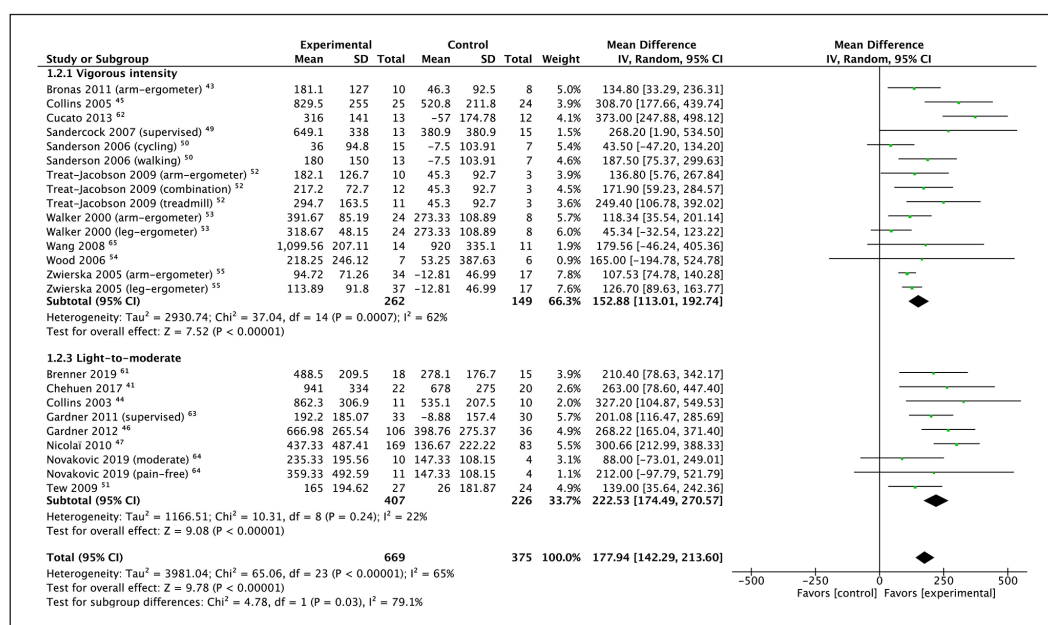 Experimental Control Mean Difference Mean Difference
Study or Subgroup Mean SD Total Mean SD Total Weight IV, Random, 95% CI IV, Random, 95% CI
1.2.1 Vigorous intensity
Bronas 2011 (arm-ergometer) 43 181.1 127 10 46.3 92.5 8 5.0% 134.80 [33.29, 236.31]
Collins 2005 45 829.5 255 25 520.8 211.8 24 3.9% 308.70 [177.66, 439.74]
Cucato 2013 62 316 141 13 -57 174.78 12 4.1% 373.00 [247.88, 498.12]
Sandercock 2007 (supervised) 49 649.1 338 13 380.9 380.9 15 1.5% 268.20 [1.90, 534.50]
Sanderson 2006 (cycling) 50 36 94.8 15 -7.5 103.91 7 5.4% 43.50 [-47.20, 134.20]
Sanderson 2006 (walking) 50 180 150 13 -7.5 103.91 7 4.6% 187.50 [75.37, 299.63]
Treat-Jacobson 2009 (arm-ergometer) 52 182.1 126.7 10 45.3 92.7 3 3.9% 136.80 [5.76, 267.84]
Treat-Jacobson 2009 (combination) 52 217.2 72.7 12 45.3 92.7 3 4.5% 171.90 [59.23, 284.57]
Treat-Jacobson 2009 (treadmill) 52 294.7 163.5 11 45.3 92.7 3 3.6% 249.40 [106.78, 392.02]
Walker 2000 (arm-ergometer) 53 391.67 85.19 24 273.33 108.89 8 5.8% 118.34 [35.54, 201.14]
Walker 2000 (leg-ergometer) 53 318.67 48.15 24 273.33 108.89 8 6.0% 45.34 [-32.54, 123.22]
Wang 2008 65 1,099.56 207.11 14 920 335.1 11 1.9% 179.56 [-46.24, 405.36]
Wood 2006 54 218.25 246.12 7 53.25 387.63 6 0.9% 165.00 [-194.78, 524.78]
Zwierska 2005 (arm-ergometer) 55 94.72 71.26 34 -12.81 46.99 17 7.8% 107.53 [74.78, 140.28]
Zwierska 2005 (leg-ergometer) 55 113.89 91.8 37 -12.81 46.99 17 7.7% 126.70 [89.63, 163.77]
Subtotal (95% CI) 262 149 66.3% 152.88 [113.01, 192.74]
Heterogeneity: Tau² = 2930.74; Chi² = 37.04, df = 14 (P = 0.0007); I² = 62%
Test for overall effect: Z = 7.52 (P < 0.00001)
1.2.3 Light-to-moderate
Brenner 2019 61 488.5 209.5 18 278.1 176.7 15 3.9% 210.40 [78.63, 342.17]
Chehuen 2017 41 941 334 22 678 275 20 2.6% 263.00 [78.60, 447.40]
Collins 2003 44 862.3 306.9 11 535.1 207.5 10 2.0% 327.20 [104.87, 549.53]
Gardner 2011 (supervised) 63 192.2 185.07 33 -8.88 157.4 30 5.7% 201.08 [116.47, 285.69]
Gardner 2012 46 666.98 265.54 106 398.76 275.37 36 4.9% 268.22 [165.04, 371.40]
Nicolaï 2010 47 437.33 487.41 169 136.67 222.22 83 5.5% 300.66 [212.99, 388.33]
Novakovic 2019 (moderate) 64 235.33 195.56 10 147.33 108.15 4 3.0% 88.00 [-73.01, 249.01]
Novakovic 2019 (pain-free) 64 359.33 492.59 11 147.33 108.15 4 1.1% 212.00 [-97.79, 521.79]
Tew 2009 51 165 194.62 27 26 181.87 24 4.9% 139.00 [35.64, 242.36]
Subtotal (95% CI) 407 226 33.7% 222.53 [174.49, 270.57]
Heterogeneity: Tau² = 1166.51; Chi² = 10.31, df = 8 (P = 0.24); I² = 22%
Test for overall effect: Z = 9.08 (P < 0.00001)
Total (95% CI) 669 375 100.0% 177.94 [142.29, 213.60]
Heterogeneity: Tau² = 3981.04; Chi² = 65.06, df = 23 (P < 0.00001); I² = 65%
Test for overall effect: Z = 9.78 (P < 0.00001)
Test for subgroup differences: Chi² = 4.78, df = 1 (P = 0.03), I² = 79.1%
-500 -250 0 250 500
Favors [control] Favors [experimental]